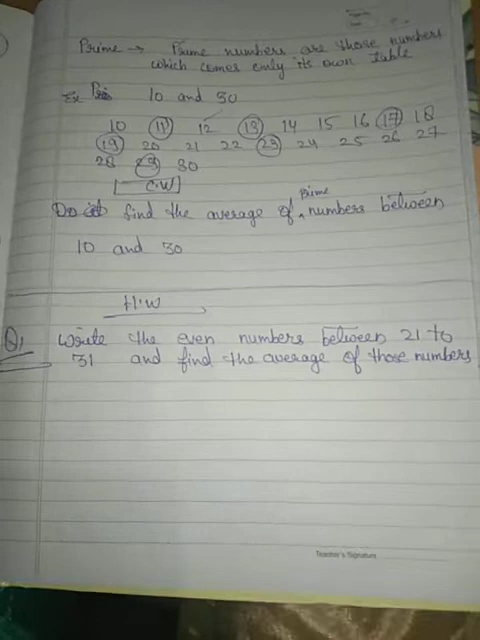 Prime → Prime numbers are those numbers
which comes only its own table
Ex 10 and 30
10 11 12 13 14 15 16 17 18
19 20 21 22 23 24 25 26 27
28 29 30
C.W
find the average of prime numbers between
10 and 30
H.W
Q1 Write the even numbers between 21 to
31 and find the average of those numbers
Teacher's Signature